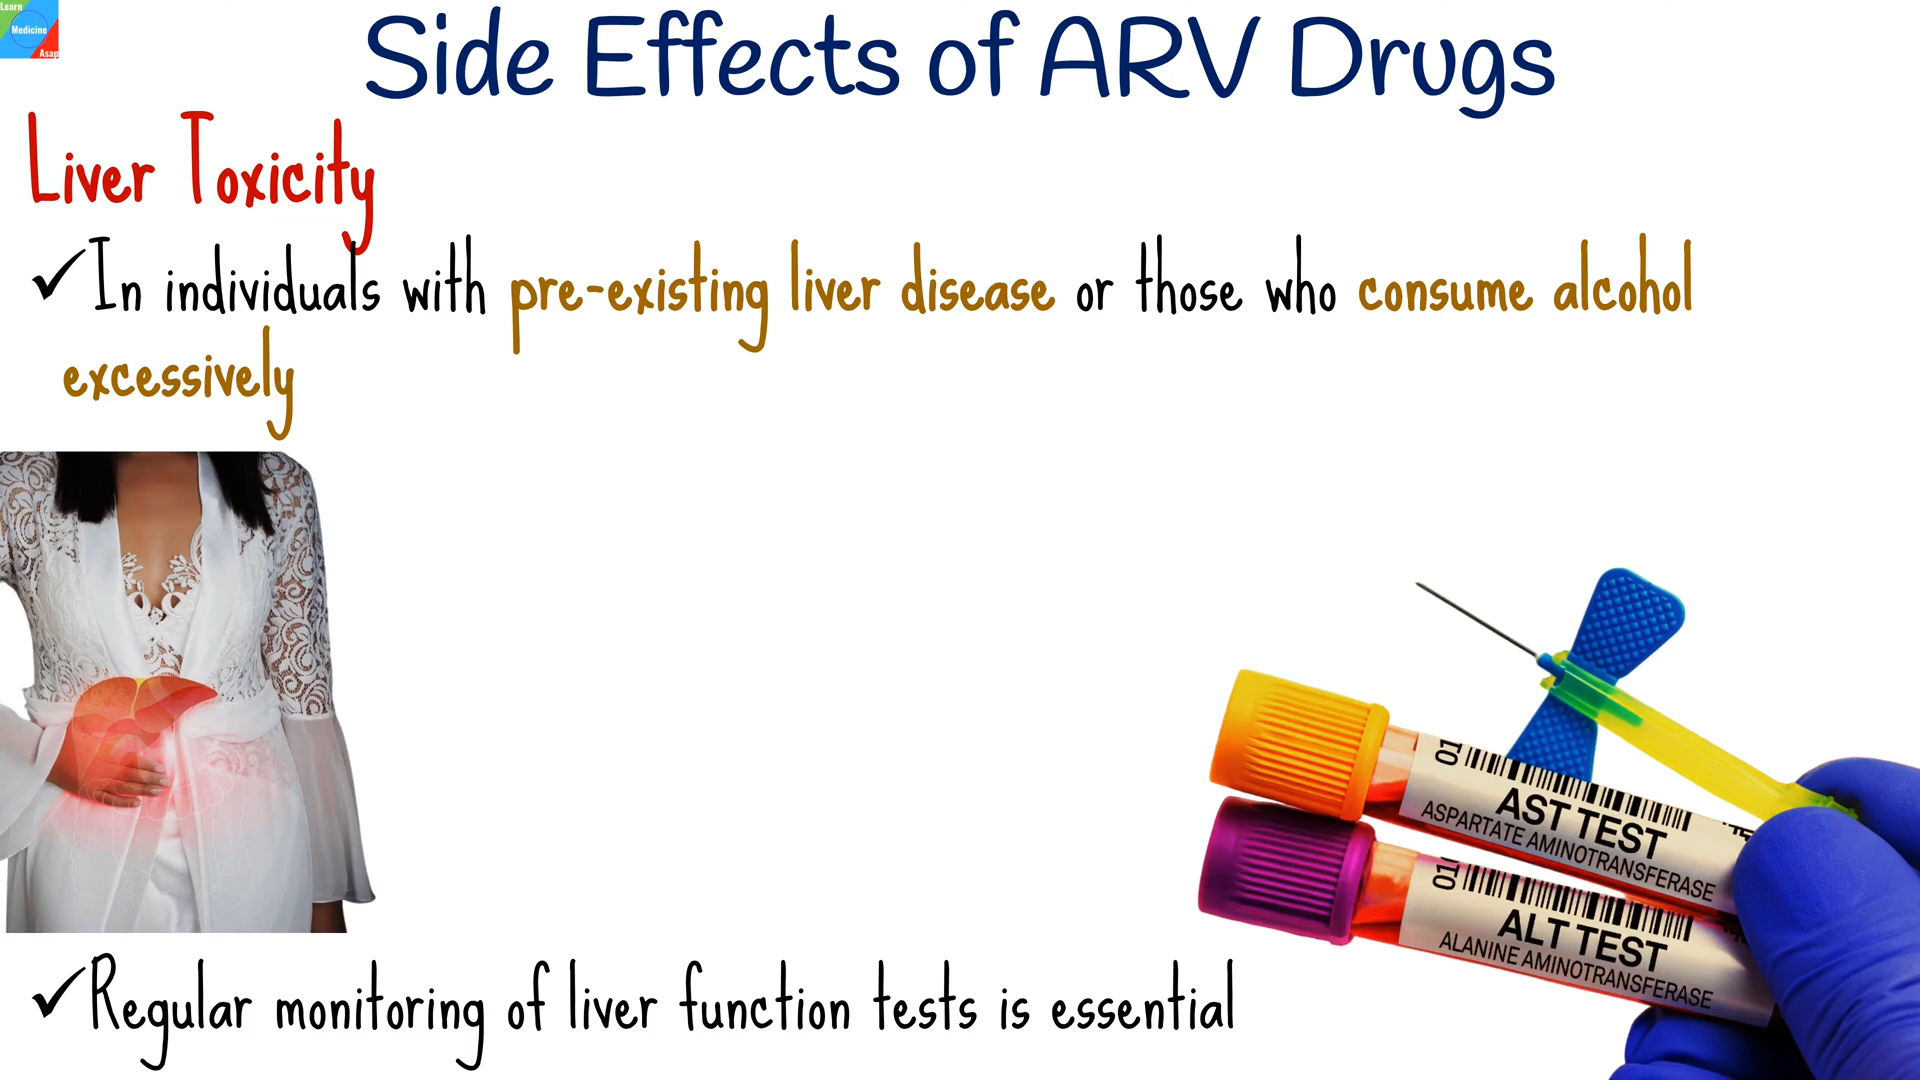 Learn
Medicine
Asap
Side Effects of ARV Drugs
Liver Toxicity
✓In individuals with pre-existing liver disease or those who consume alcohol
excessively
AST TEST
ASPARTATE AMINOTRANSFERASE
ALT TEST
ALANINE AMINOTRANSFERASE
✓Regular monitoring of liver function tests is essential